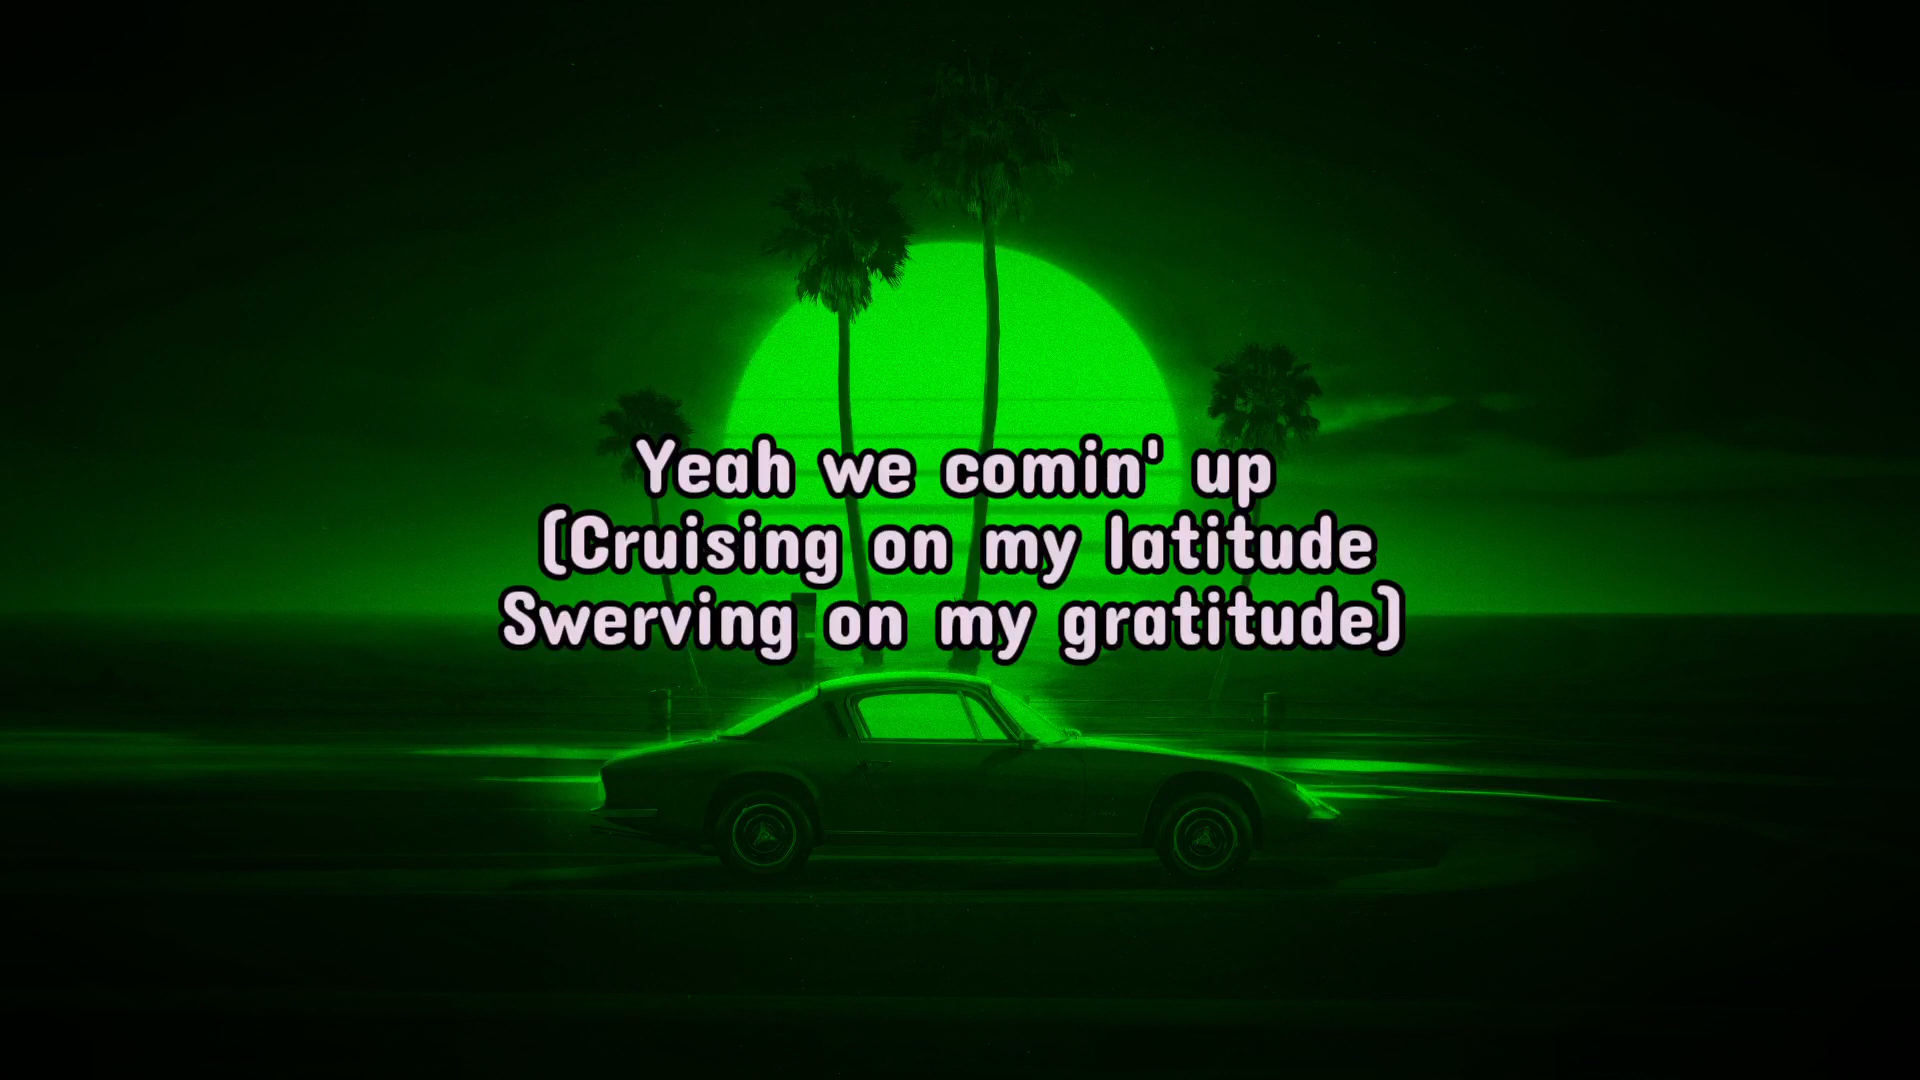 Yeah we comin' up
(Cruising on my latitude
Swerving on my gratitude)